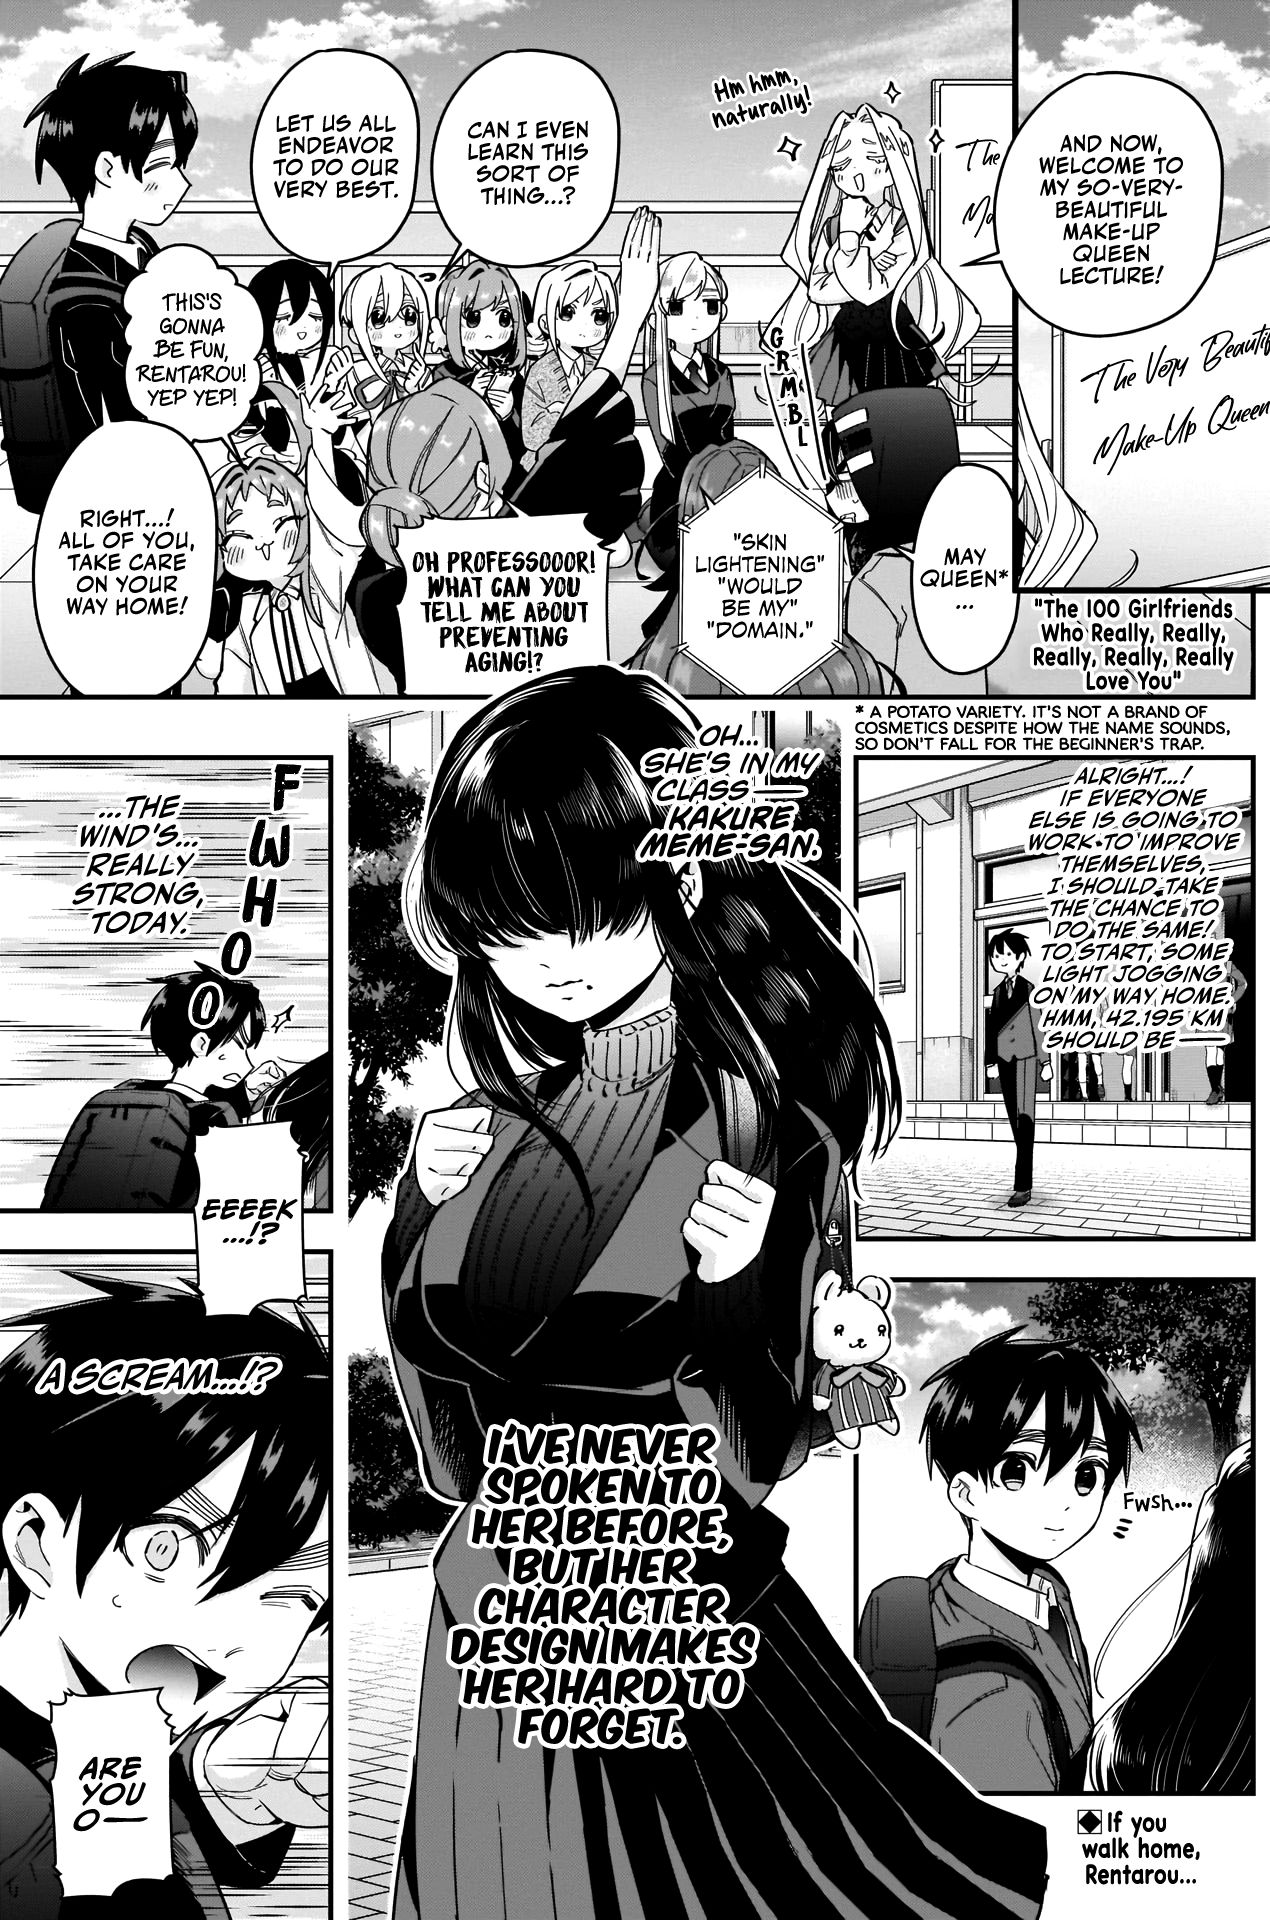 AND NOW,
WELCOME TO
MY SO-VERY-
BEAUTIFUL
MAKE-UP
QUEEN
LECTURE!
The
Ma
The Very Beautif
Make-Up Queen
Hm hmm,
naturally!
CAN I EVEN
LEARN THIS
SORT OF
THING...?
LET US ALL
ENDEAVOR
TO DO OUR
VERY BEST.
GRMBL
MAY
QUEEN*
...
"SKIN
LIGHTENING"
"WOULD
BE MY"
"DOMAIN."
OH PROFESSOOOR!
WHAT CAN YOU
TELL ME ABOUT
PREVENTING
AGING!?
THIS'S
GONNA
BE FUN,
RENTAROU!
YEP YEP!
RIGHT...!
ALL OF YOU,
TAKE CARE
ON YOUR
WAY HOME!
"The 100 Girlfriends
Who Really, Really,
Really, Really, Really
Love You"
* A POTATO VARIETY. IT'S NOT A BRAND OF
COSMETICS DESPITE HOW THE NAME SOUNDS,
SO DON'T FALL FOR THE BEGINNER'S TRAP.
ALRIGHT...!
IF EVERYONE
ELSE IS GOING TO
WORK TO IMPROVE
THEMSELVES,
I SHOULD TAKE
THE CHANCE TO
DO THE SAME!
TO START, SOME
LIGHT JOGGING
ON MY WAY HOME.
HMM, 42.195 KM
SHOULD BE —
Fwsh...
OH...
SHE'S IN MY
CLASS —
KAKURE
MEME-SAN.
I'VE NEVER
SPOKEN TO
HER BEFORE,
BUT HER
CHARACTER
DESIGN MAKES
HER HARD TO
FORGET.
FWHOO
...THE
WIND'S...
REALLY
STRONG,
TODAY.
EEEEK
....!?
A SCREAM...!?
ARE
YOU
O—
◆ If you
walk home,
Rentarou...